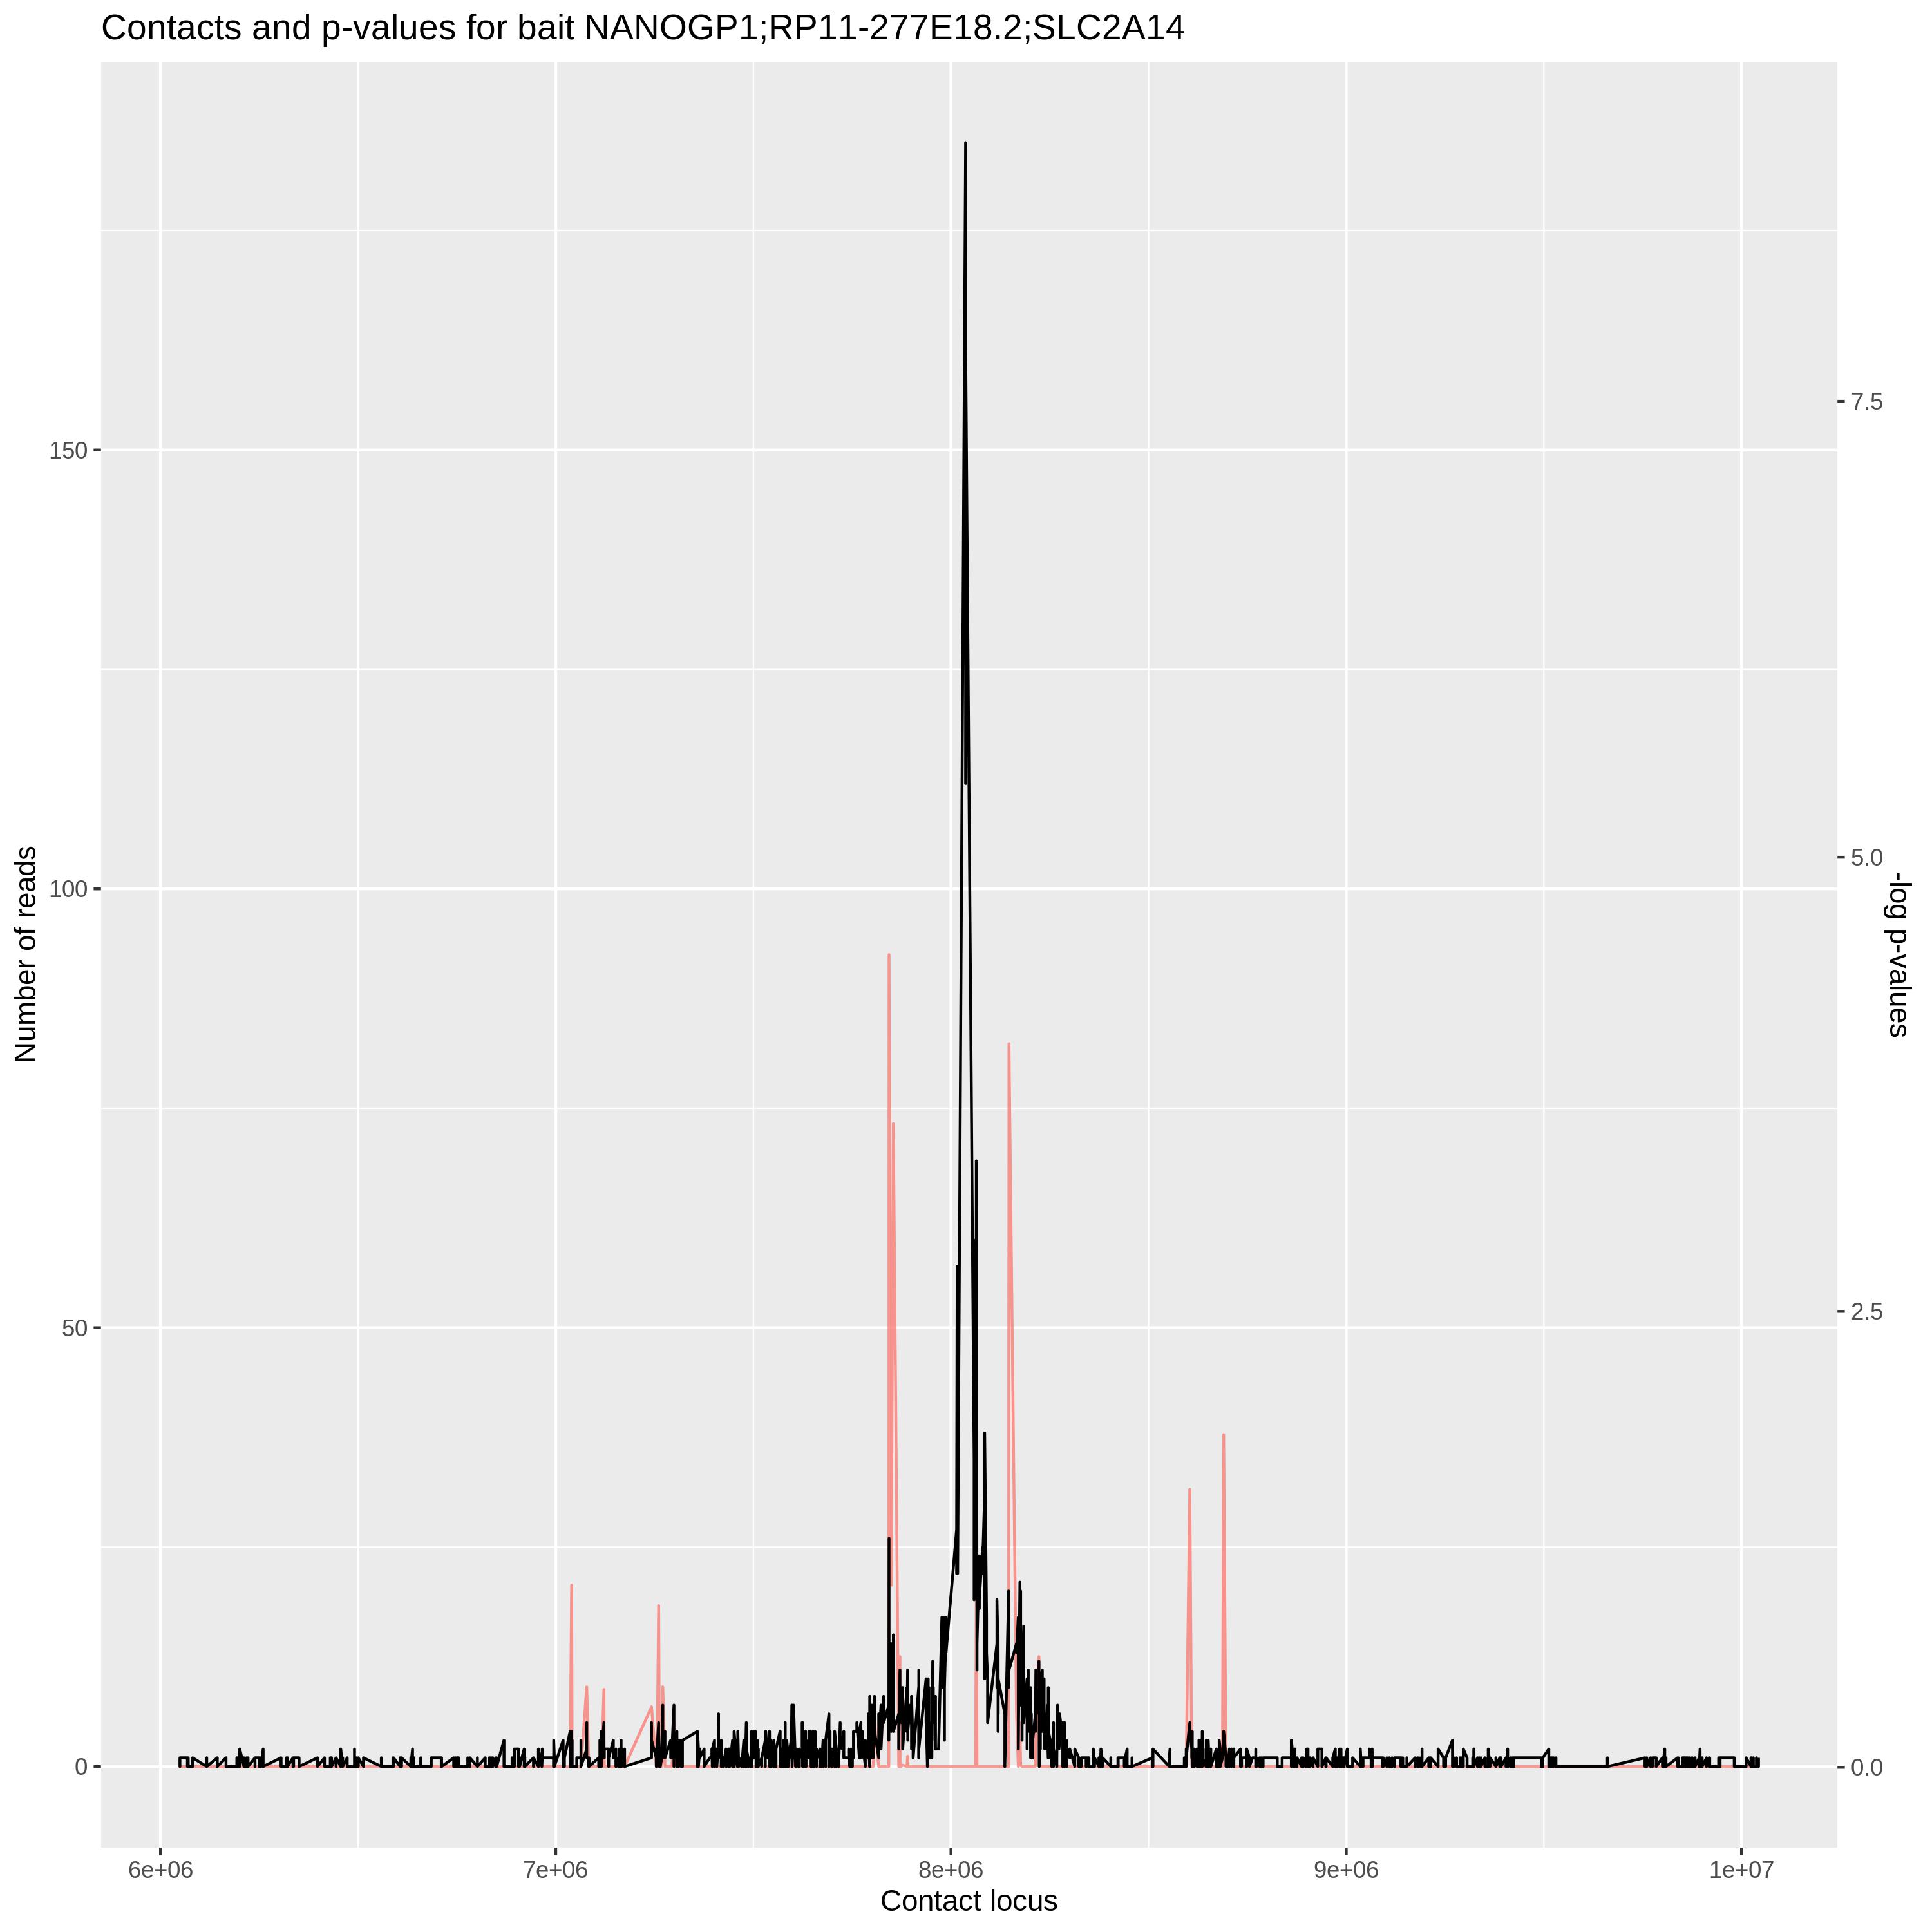 Contacts and p-values for bait NANOGP1;RP11-277E18.2;SLC2A14
Number of reads
150
100
50
0
7.5
5.0
2.5
0.0
-log p-values
6e+06 7e+06 8e+06 9e+06 1e+07
Contact locus